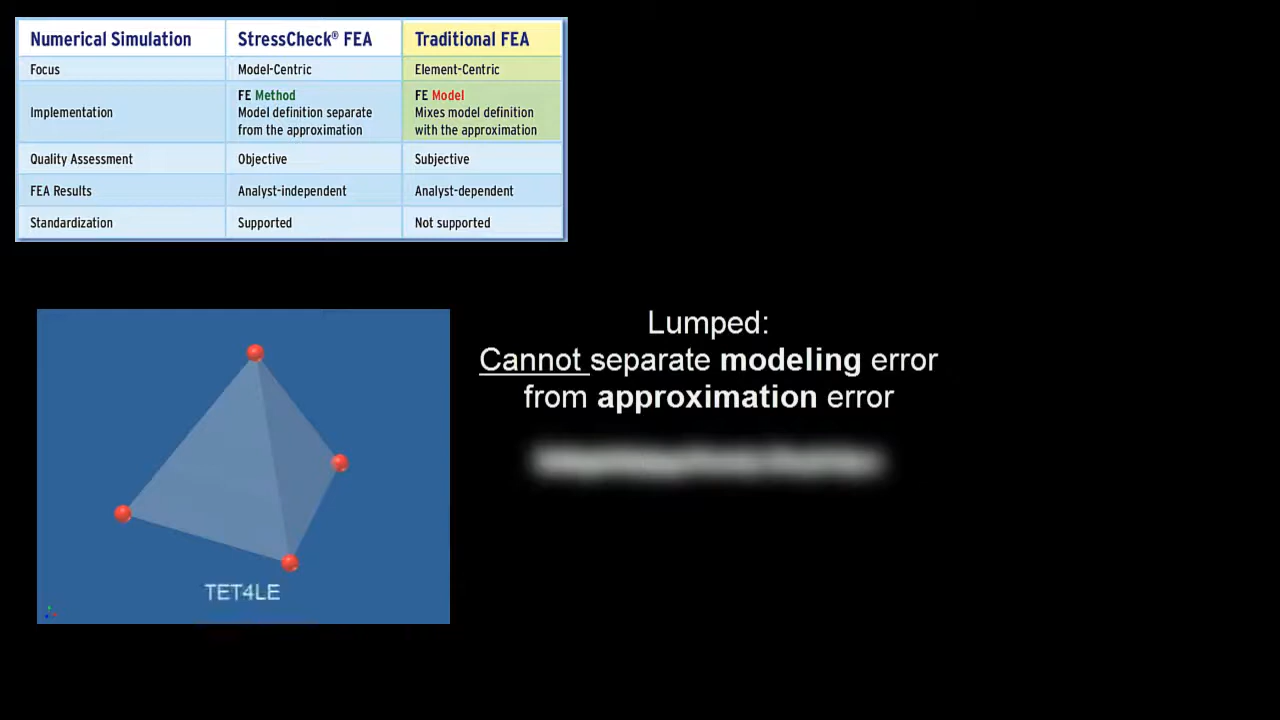 Numerical Simulation StressCheck® FEA Traditional FEA
Focus Model-Centric Element-Centric
Implementation
FE Method
Model definition separate
from the approximation
FE Model
Mixes model definition
with the approximation
Quality Assessment Objective Subjective
FEA Results Analyst-independent Analyst-dependent
Standardization Supported Not supported
Lumped:
Cannot separate modeling error
from approximation error
TET4LE